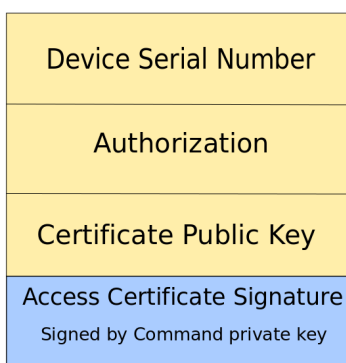 Device Serial Number
Authorization
Certificate Public Key
Access Certificate Signature
Signed by Command private key